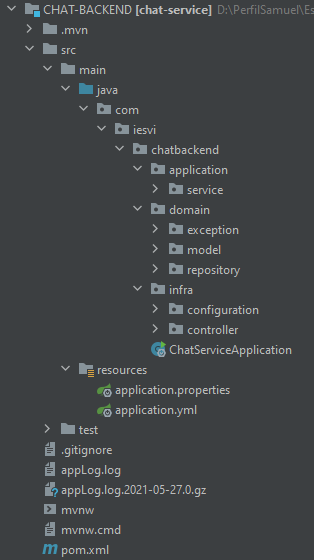 CHAT-BACKEND [chat-service] D:\PerfilSamuel\Es
.mvn
src
main
java
com
iesvi
chatbackend
application
service
domain
exception
model
repository
infra
configuration
controller
ChatServiceApplication
resources
application.properties
application.yml
test
.gitignore
appLog.log
appLog.log.2021-05-27.0.gz
mvnw
mvnw.cmd
pom.xml